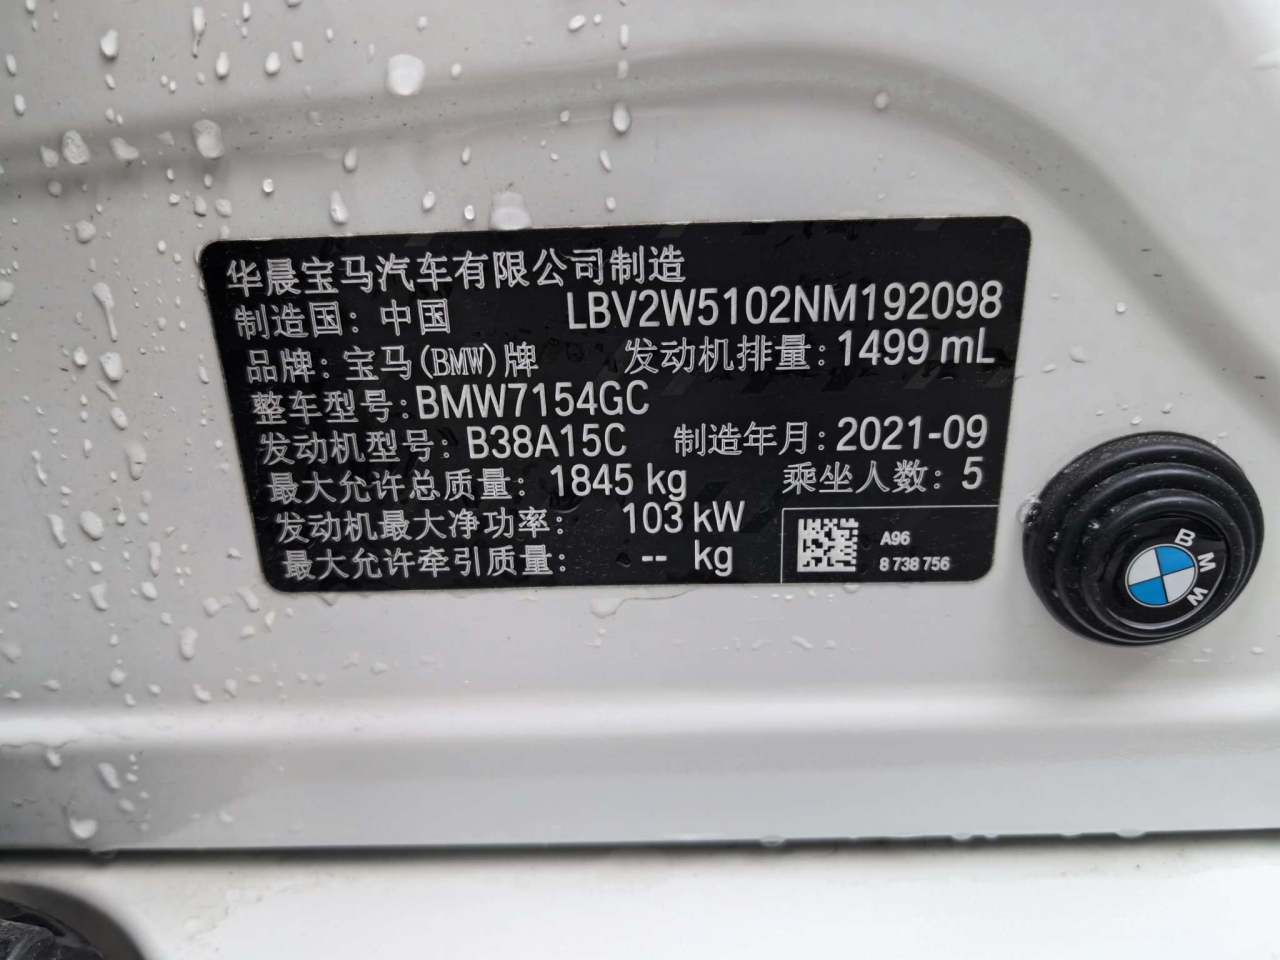 华晨宝马汽车有限公司制造
制造国: 中国 LBV2W5102NM192098
品牌: 宝马(BMW)牌 发动机排量: 1499 mL
整车型号: BMW7154GC
发动机型号: B38A15C 制造年月: 2021-09
最大允许总质量: 1845 kg 乘坐人数: 5
发动机最大净功率: 103 kW
最大允许牵引质量: -- kg
A96
8 738 756
BMW